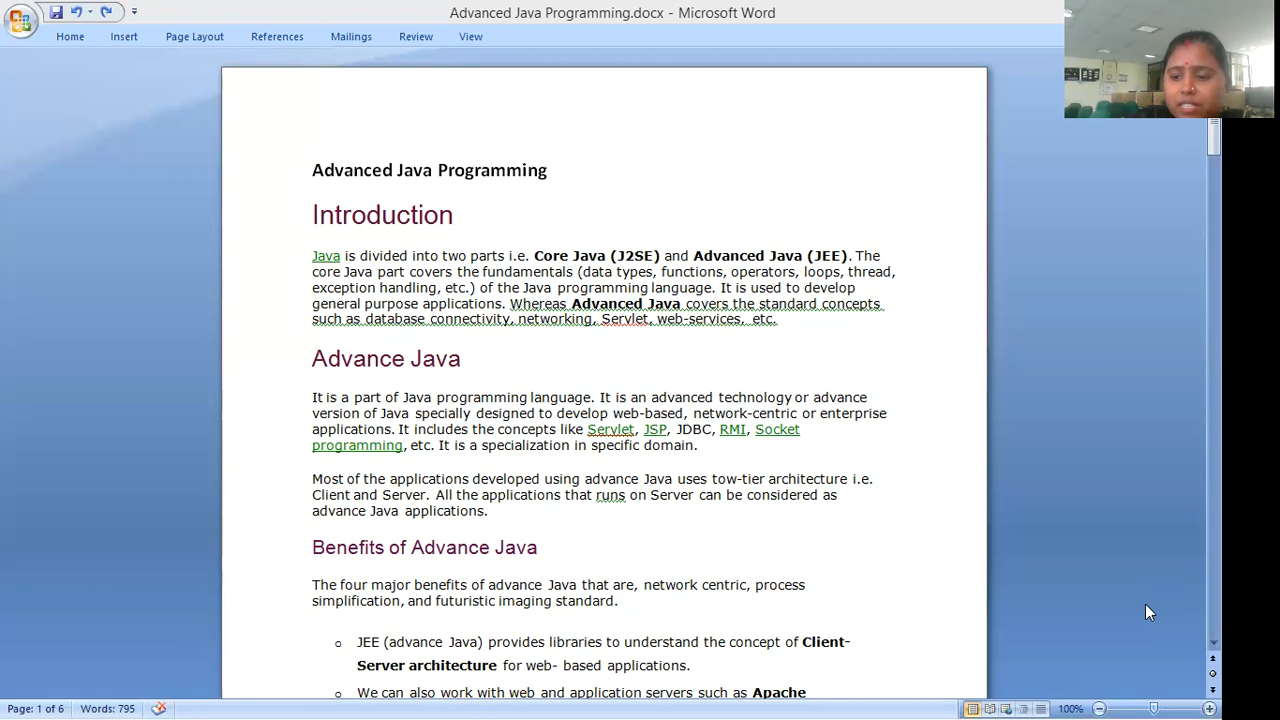 Advanced Java Programming.docx - Microsoft Word
Home Insert Page Layout References Mailings Review View
Advanced Java Programming
Introduction
Java is divided into two parts i.e. Core Java (J2SE) and Advanced Java (JEE). The
core Java part covers the fundamentals (data types, functions, operators, loops, thread,
exception handling, etc.) of the Java programming language. It is used to develop
general purpose applications. Whereas Advanced Java covers the standard concepts
such as database connectivity, networking, Servlet, web-services, etc.
Advance Java
It is a part of Java programming language. It is an advanced technology or advance
version of Java specially designed to develop web-based, network-centric or enterprise
applications. It includes the concepts like Servlet, JSP, JDBC, RMI, Socket
programming, etc. It is a specialization in specific domain.
Most of the applications developed using advance Java uses tow-tier architecture i.e.
Client and Server. All the applications that runs on Server can be considered as
advance Java applications.
Benefits of Advance Java
The four major benefits of advance Java that are, network centric, process
simplification, and futuristic imaging standard.
o JEE (advance Java) provides libraries to understand the concept of Client-
Server architecture for web- based applications.
o We can also work with web and application servers such as Apache
Page: 1 of 6 Words: 795 100%